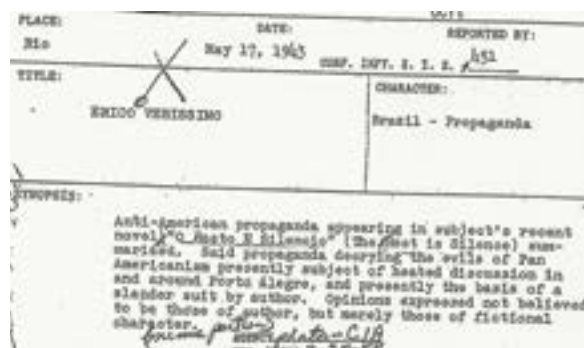 PLACE:
DATE:
REPORTED BY:
Rio
May 17, 1943
CONF. INFT. S. I. S. #451
TITLE:
CHARACTER:
ERICO VERISSIMO
Brazil - Propaganda
SYNOPSIS:
Anti-American propaganda appearing in subject's recent
novel, "O Resto E Silencio" (The Rest is Silence) sum-
marized. Said propaganda decrying the evils of Pan
Americanism presently subject of heated discussion in
and around Porto Alegre, and presently the basis of a
slander suit by author. Opinions expressed not believed
to be those of author, but merely those of fictional
character.